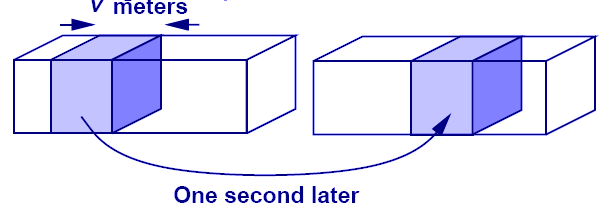 v
meters
One second later